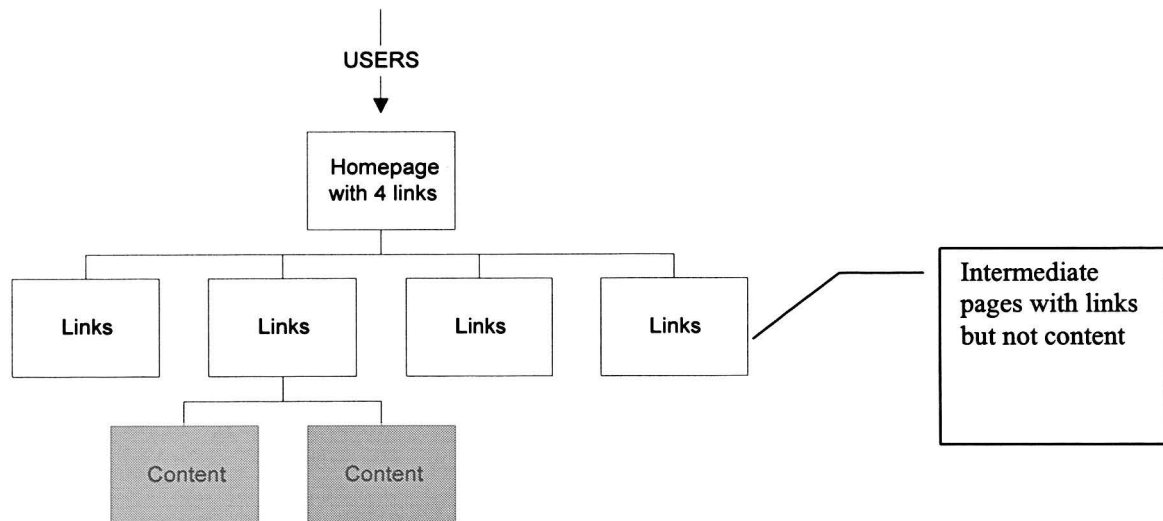 USERS
Homepage
with 4 links
Links
Links
Links
Links
Intermediate
pages with links
but not content
Content
Content